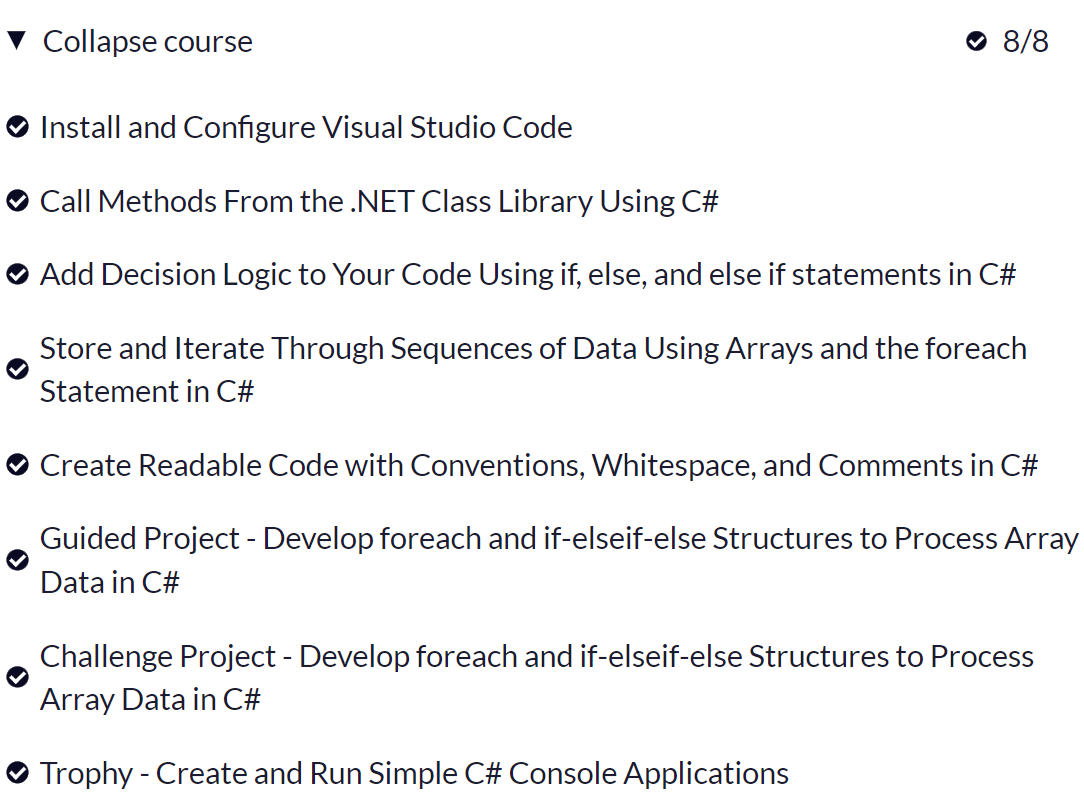 Collapse course
8/8
Install and Configure Visual Studio Code
Call Methods From the .NET Class Library Using C#
Add Decision Logic to Your Code Using if, else, and else if statements in C#
Store and Iterate Through Sequences of Data Using Arrays and the foreach
Statement in C#
Create Readable Code with Conventions, Whitespace, and Comments in C#
Guided Project - Develop foreach and if-elseif-else Structures to Process Array
Data in C#
Challenge Project - Develop foreach and if-elseif-else Structures to Process
Array Data in C#
Trophy - Create and Run Simple C# Console Applications